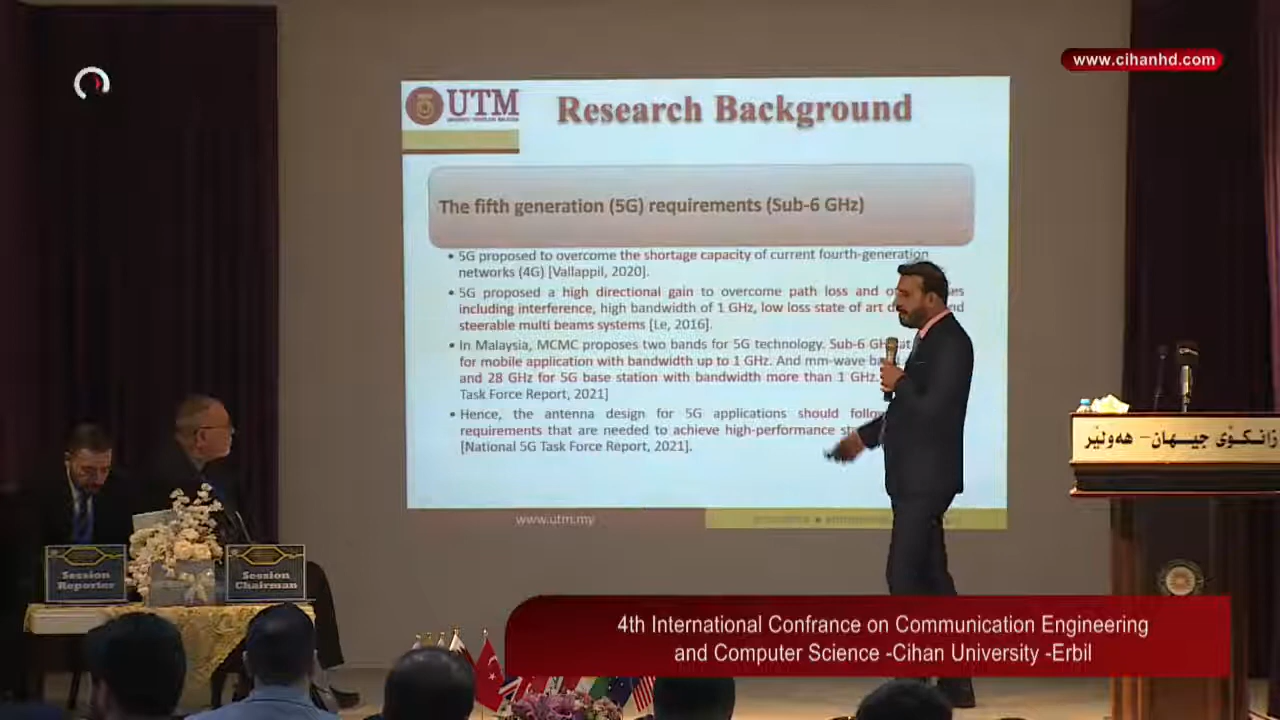 www.cihanhd.com
UTM
Research Background
The fifth generation (5G) requirements (Sub-6 GHz)
• 5G proposed to overcome the shortage capacity of current fourth-generation
networks (4G) [Vallappil, 2020].
• 5G proposed a high directional gain to overcome path loss and
including interference, high bandwidth of 1 GHz, low loss state of art
steerable multi beams systems [Le, 2016].
• In Malaysia, MCMC proposes two bands for 5G technology. Sub-6 GH
for mobile application with bandwidth up to 1 GHz. And mm-wave
and 28 GHz for 5G base station with bandwidth more than 1 GHz.
Task Force Report, 2021]
• Hence, the antenna design for 5G applications should
requirements that are needed to achieve high-performance
[National 5G Task Force Report, 2021].
www.utm.my
زانکۆی جیهان - هەولێر
Session
Reporter
Session
Chairman
4th International Confrance on Communication Engineering
and Computer Science -Cihan University -Erbil